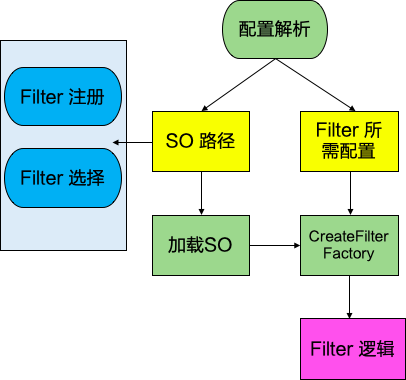 配置解析
Filter 注册
SO 路径
Filter 所
需配置
Filter 选择
加载SO
CreateFilter
Factory
Filter 逻辑